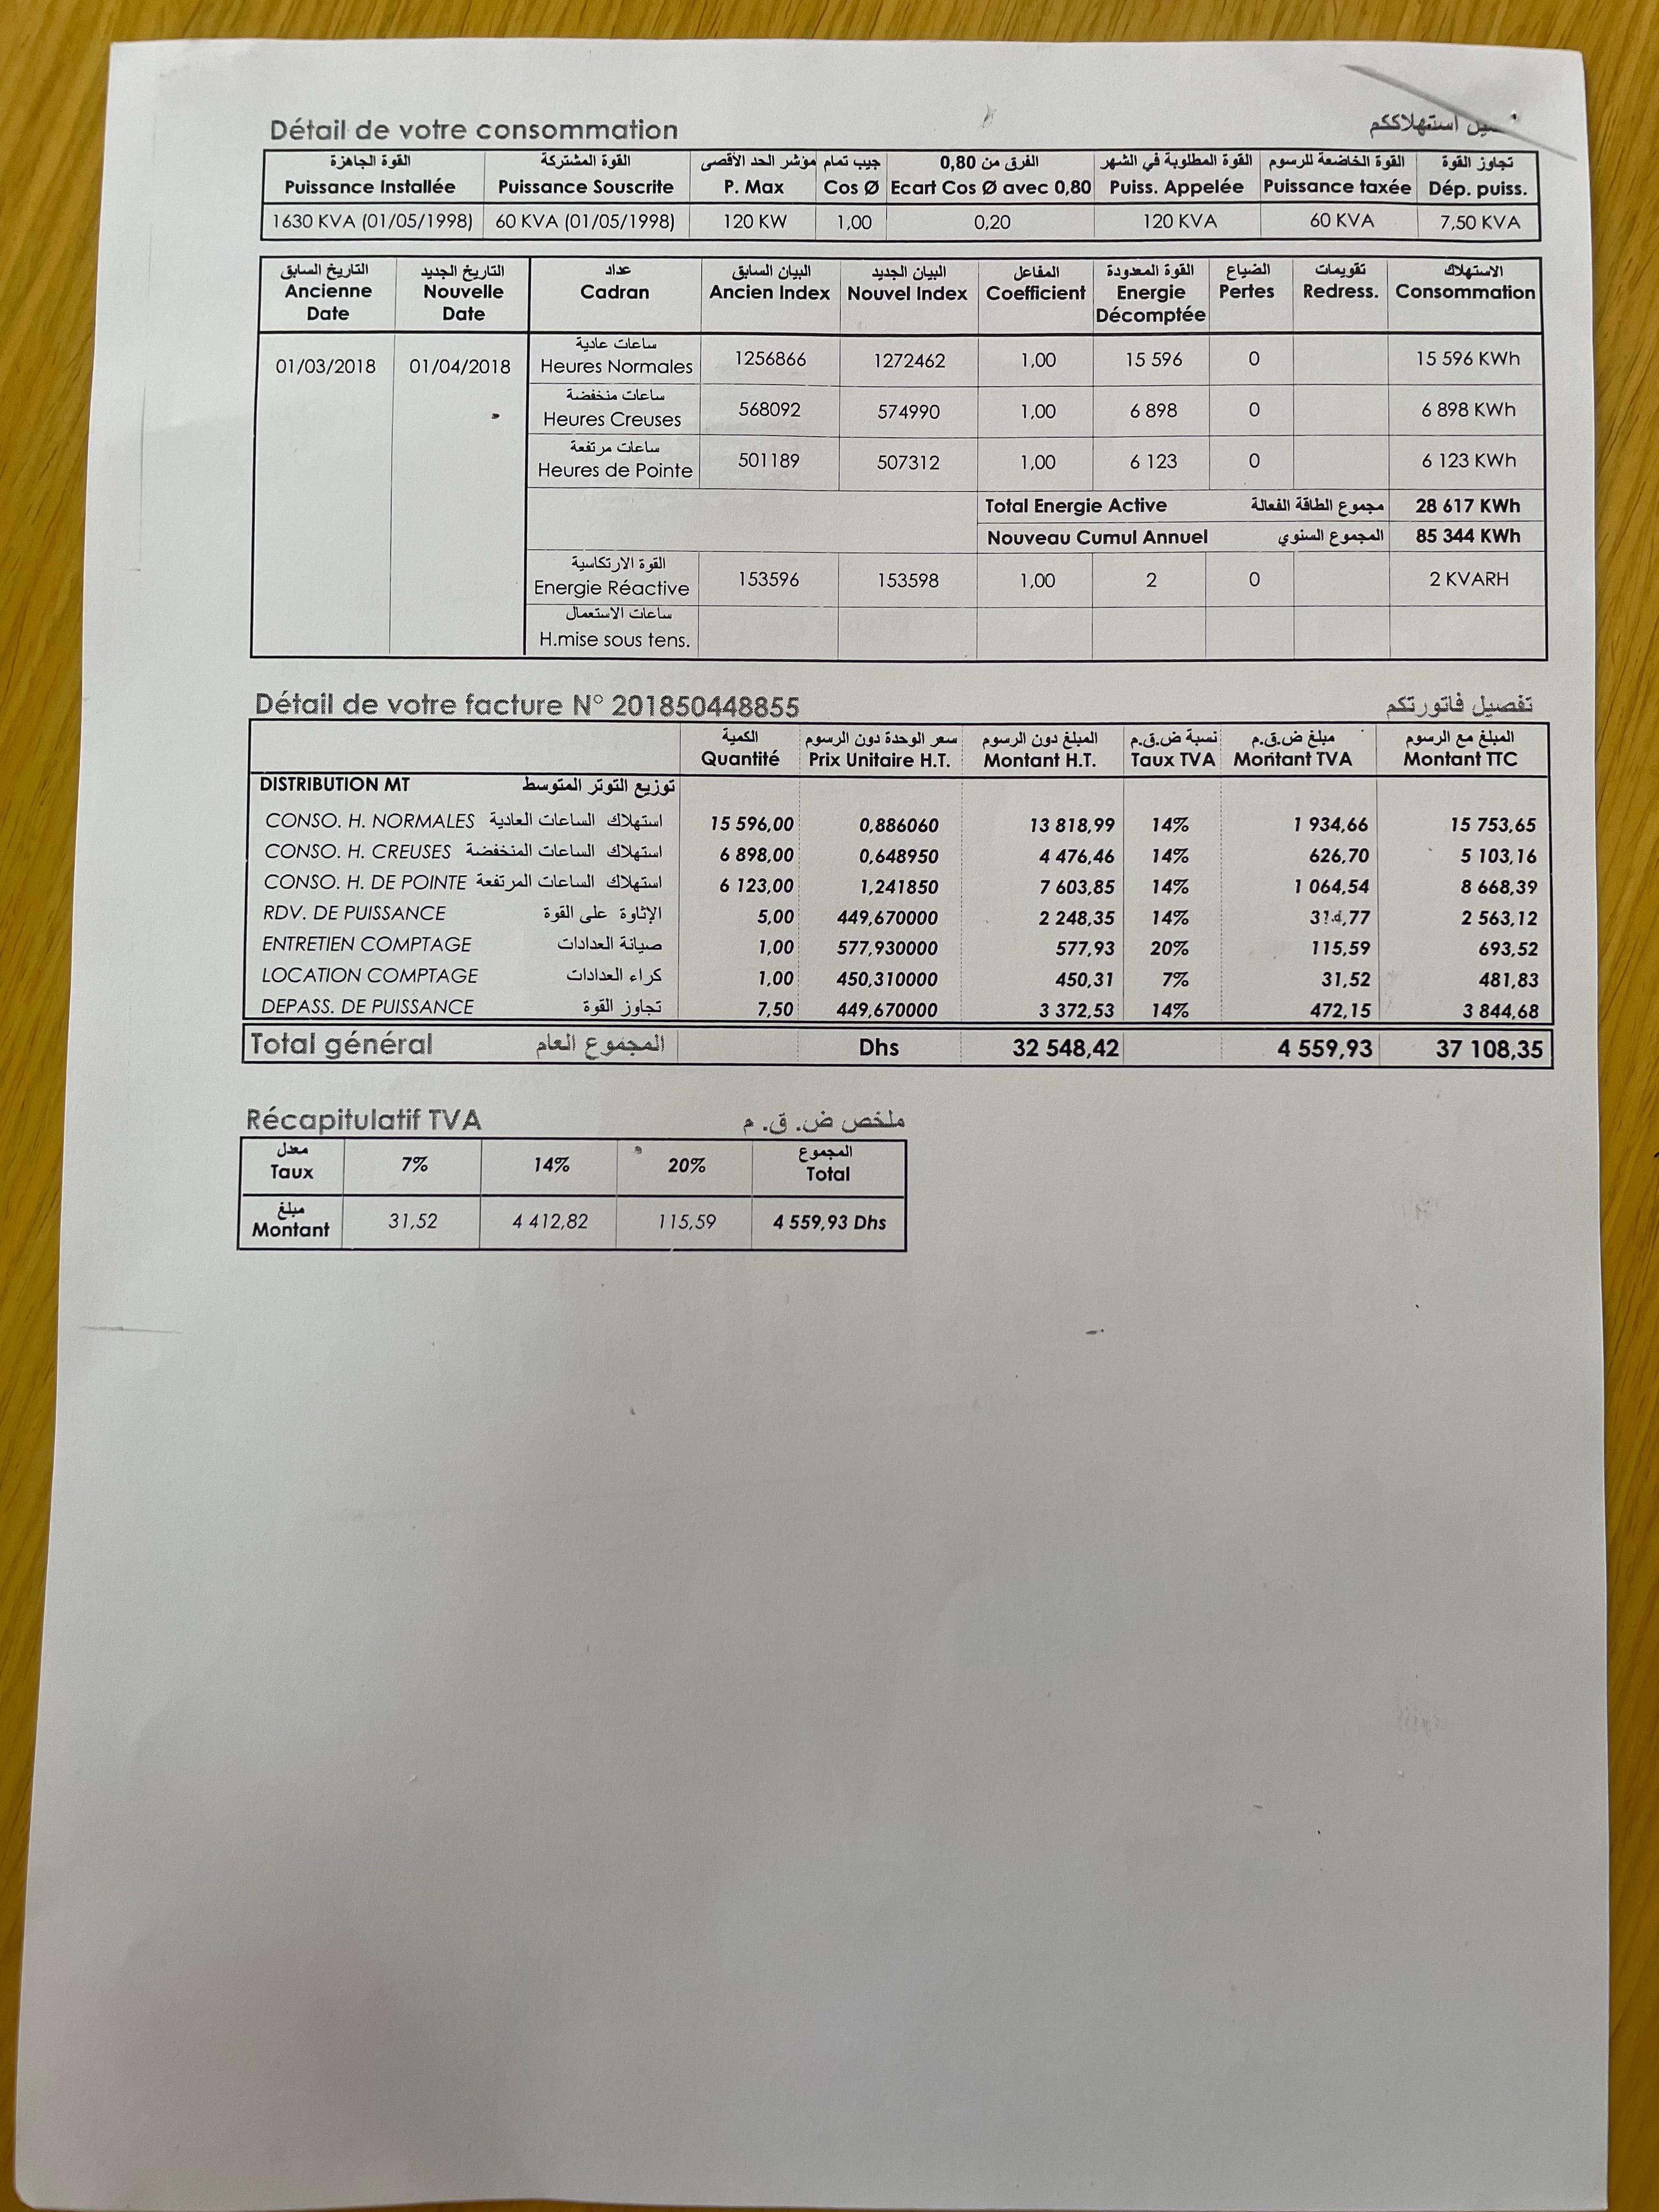 Détail de votre consommation استهلاككم
القوة الجاهزة القوة المشتركة مؤشر الحد الأقصى جيب تمام الفرق من 0,80 القوة المطلوبة في الشهر القوة الخاضعة للرسوم تجاوز القوة
Puissance Installée Puissance Souscrite P. Max Cos Ø Ecart Cos Ø avec 0,80 Puiss. Appelée Puissance taxée Dép. puiss.
1630 KVA (01/05/1998) 60 KVA (01/05/1998) 120 KW 1,00 0,20 120 KVA 60 KVA 7,50 KVA
التاريخ السابق التاريخ الجديد عداد البيان السابق البيان الجديد المفاعل القوة المعدودة الضياع تقويمات الاستهلاك
Ancienne Nouvelle Cadran Ancien Index Nouvel Index Coefficient Energie Pertes Redress. Consommation
Date Date Décomptée
ساعات عادية
01/03/2018 01/04/2018 Heures Normales 1256866 1272462 1,00 15 596 0 15 596 KWh
ساعات منخفضة
Heures Creuses 568092 574990 1,00 6 898 0 6 898 KWh
ساعات مرتفعة
Heures de Pointe 501189 507312 1,00 6 123 0 6 123 KWh
Total Energie Active مجموع الطاقة الفعالة 28 617 KWh
Nouveau Cumul Annuel المجموع السنوي 85 344 KWh
القوة الارتكاسية
Energie Réactive 153596 153598 1,00 2 0 2 KVARH
ساعات الاستعمال
H.mise sous tens.
Détail de votre facture N° 201850448855 تفصيل فاتورتكم
الكمية سعر الوحدة دون الرسوم المبلغ دون الرسوم نسبة ض.ق.م مبلغ ض.ق.م المبلغ مع الرسوم
Quantité Prix Unitaire H.T. Montant H.T. Taux TVA Montant TVA Montant TTC
DISTRIBUTION MT توزيع التوتر المتوسط
CONSO. H. NORMALES استهلاك الساعات العادية 15 596,00 0,886060 13 818,99 14% 1 934,66 15 753,65
CONSO. H. CREUSES استهلاك الساعات المنخفضة 6 898,00 0,648950 4 476,46 14% 626,70 5 103,16
CONSO. H. DE POINTE استهلاك الساعات المرتفعة 6 123,00 1,241850 7 603,85 14% 1 064,54 8 668,39
RDV. DE PUISSANCE الإتاوة على القوة 5,00 449,670000 2 248,35 14% 2 563,12
ENTRETIEN COMPTAGE صيانة العدادات 1,00 577,930000 577,93 20% 115,59 693,52
LOCATION COMPTAGE كراء العدادات 1,00 450,310000 450,31 7% 31,52 481,83
DEPASS. DE PUISSANCE تجاوز القوة 7,50 449,670000 3 372,53 14% 472,15 3 844,68
Total général المجموع العام Dhs 32 548,42 4 559,93 37 108,35
Récapitulatif TVA ملخص ض. ق. م
معدل المجموع
Taux 7% 14% 20% Total
مبلغ
Montant 31,52 4 412,82 115,59 4 559,93 Dhs